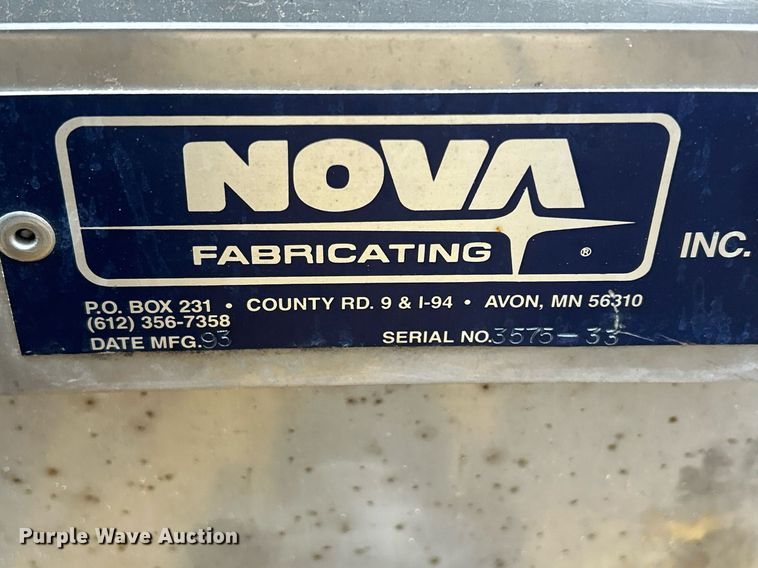 NOVA
FABRICATING ® INC.
P.O. BOX 231 • COUNTY RD. 9 & I-94 • AVON, MN 56310
(612) 356-7358
DATE MFG. 93 SERIAL NO. 3575-33
Purple Wave Auction